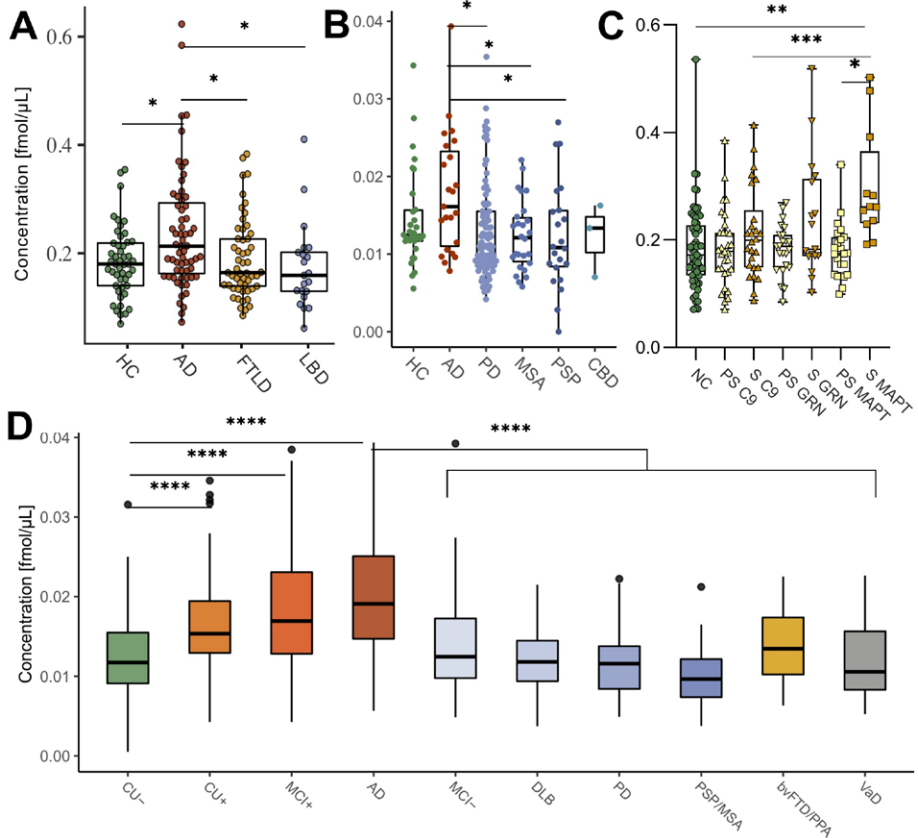 A
Concentration [fmol/µL]
0.6
0.4
0.2
*
*
*
HC
AD
FTLD
LBD
B
0.04
0.03
0.02
0.01
0.00
*
*
*
HC
AD
PD
MSA
PSP
CBD
C
0.6
0.4
0.2
0.0
**
***
*
NC
PS C9
S C9
PS GRN
S GRN
PS MAPT
S MAPT
D
Concentration [fmol/µL]
0.04
0.03
0.02
0.01
0.00
****
****
****
****
CU−
CU+
MCI+
AD
MCI−
DLB
PD
PSP/MSA
bvFTD/PPA
VaD